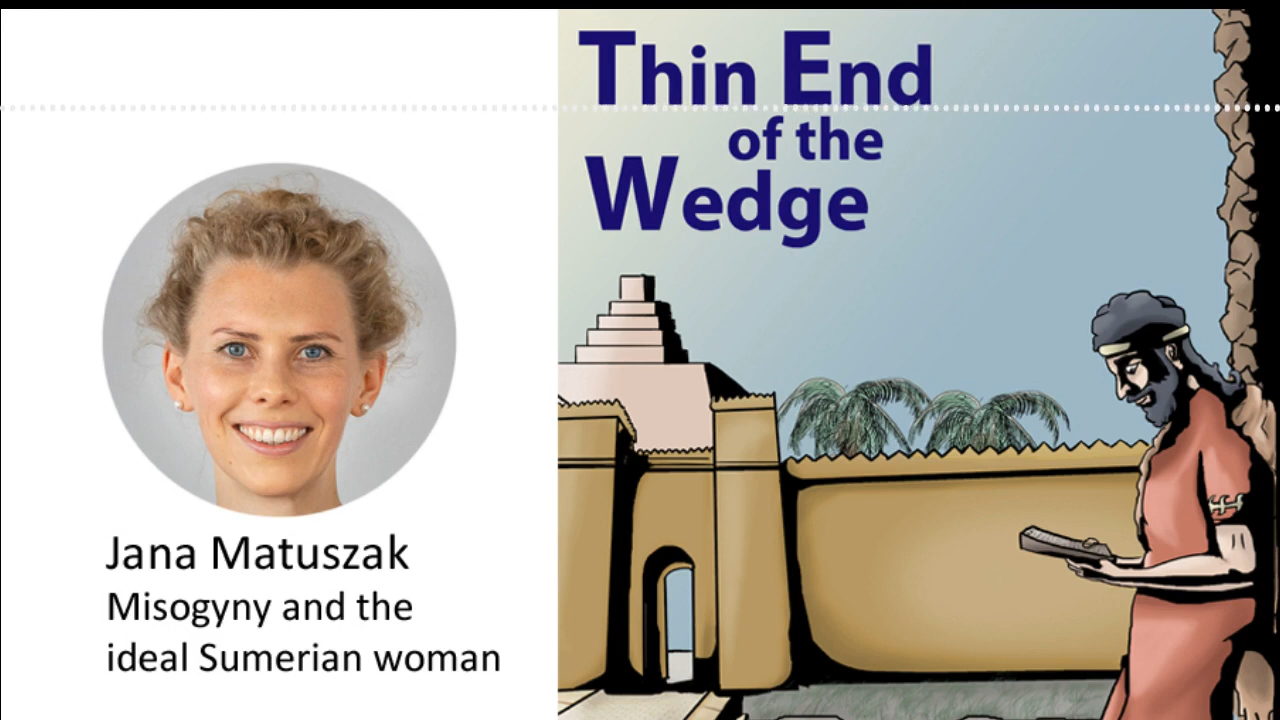 Thin End
of the
Wedge
Jana Matuszak
Misogyny and the
ideal Sumerian woman